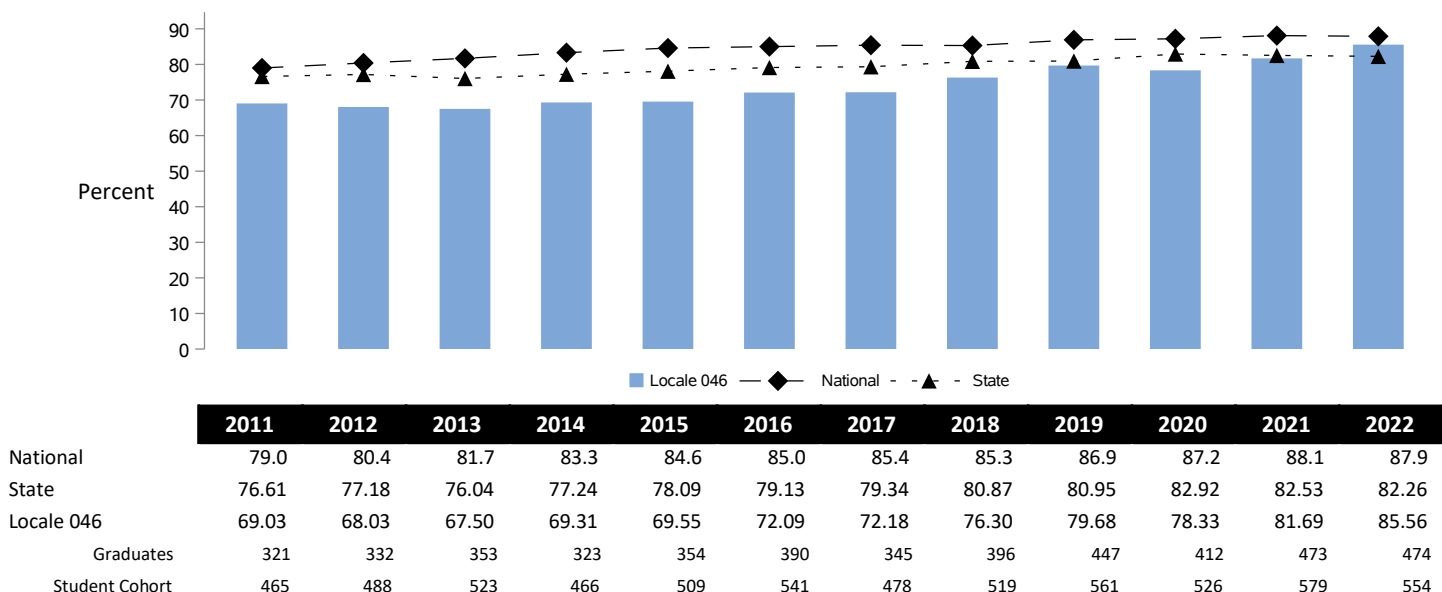 90
80
70
60
50
40
30
20
10
0
Percent
Locale 046 National State
2011 2012 2013 2014 2015 2016 2017 2018 2019 2020 2021 2022
National 79.0 80.4 81.7 83.3 84.6 85.0 85.4 85.3 86.9 87.2 88.1 87.9
State 76.61 77.18 76.04 77.24 78.09 79.13 79.34 80.87 80.95 82.92 82.53 82.26
Locale 046 69.03 68.03 67.50 69.31 69.55 72.09 72.18 76.30 79.68 78.33 81.69 85.56
Graduates 321 332 353 323 354 390 345 396 447 412 473 474
Student Cohort 465 488 523 466 509 541 478 519 561 526 579 554